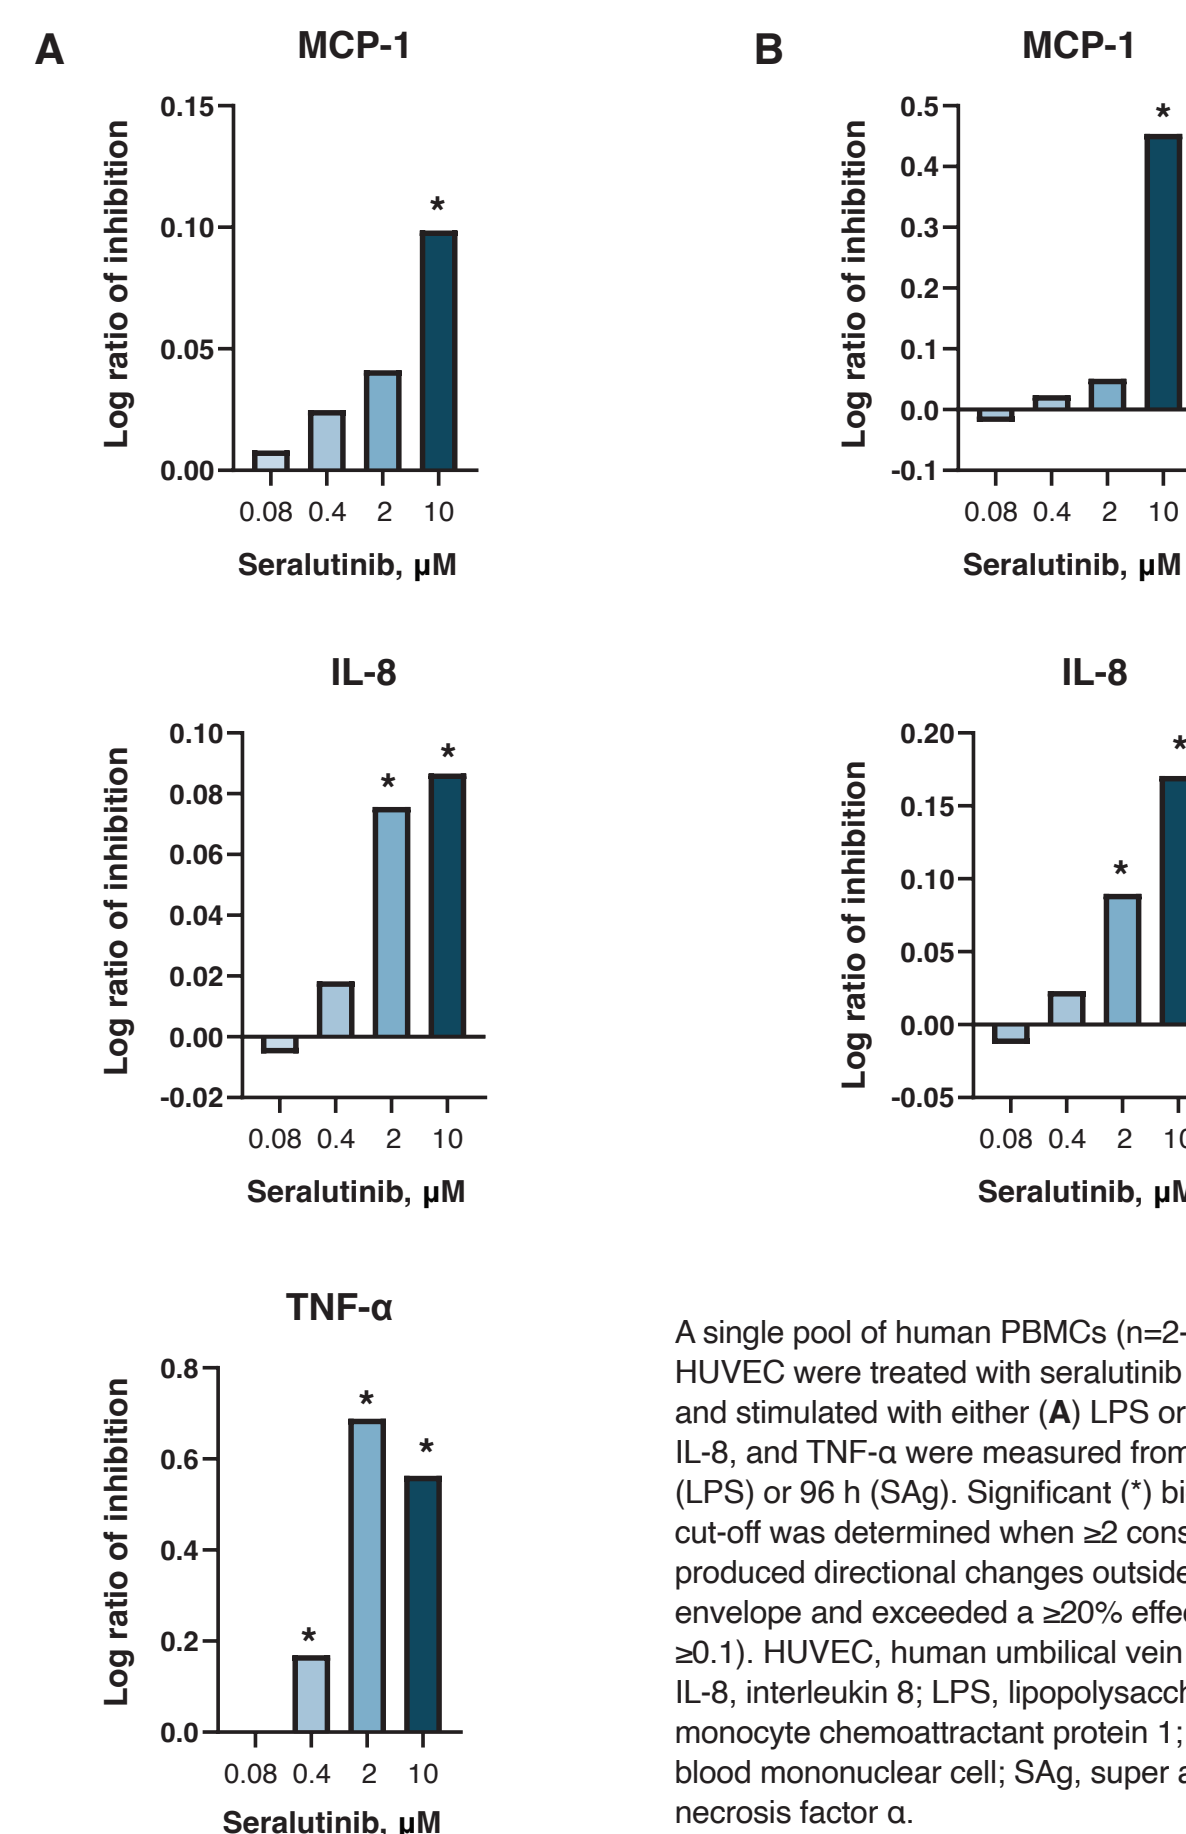 A
MCP-1
Log ratio of inhibition
0.15
0.10
0.05
0.00
*
0.08 0.4 2 10
Seralutinib, µM
B
MCP-1
Log ratio of inhibition
0.5
0.4
0.3
0.2
0.1
0.0
-0.1
*
0.08 0.4 2 10
Seralutinib, µM
IL-8
Log ratio of inhibition
0.10
0.08
0.06
0.04
0.02
0.00
-0.02
* *
0.08 0.4 2 10
Seralutinib, µM
IL-8
Log ratio of inhibition
0.20
0.15
0.10
0.05
0.00
-0.05
* *
0.08 0.4 2 10
Seralutinib, µM
TNF-α
Log ratio of inhibition
0.8
0.6
0.4
0.2
0.0
* * *
0.08 0.4 2 10
Seralutinib, µM
A single pool of human PBMCs (n=2-
HUVEC were treated with seralutinib
and stimulated with either (A) LPS or
IL-8, and TNF-α were measured from
(LPS) or 96 h (SAg). Significant (*) bi
cut-off was determined when ≥2 cons
produced directional changes outside
envelope and exceeded a ≥20% effe
≥0.1). HUVEC, human umbilical vein
IL-8, interleukin 8; LPS, lipopolysacch
monocyte chemoattractant protein 1;
blood mononuclear cell; SAg, super a
necrosis factor α.